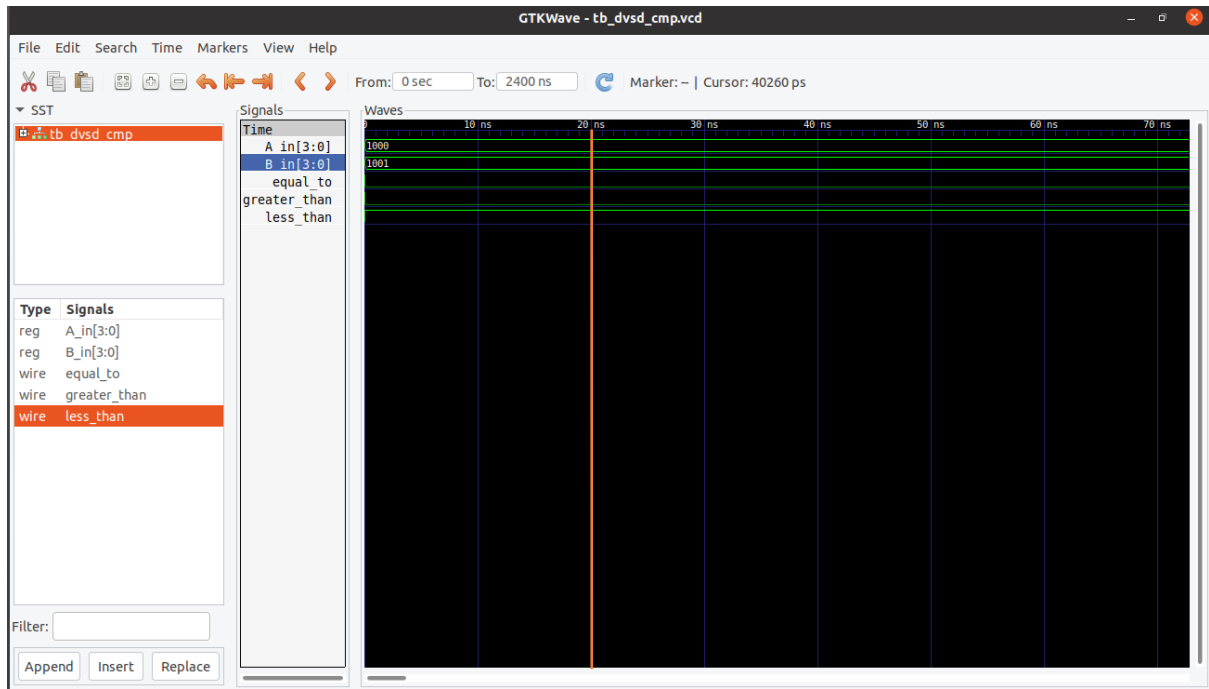 GTKWave - tb_dvsd_cmp.vcd
File Edit Search Time Markers View Help
From: 0 sec To: 2400 ns Marker: -- | Cursor: 40260 ps
SST
tb_dvsd_cmp
Type Signals
reg A_in[3:0]
reg B_in[3:0]
wire equal_to
wire greater_than
wire less_than
Filter:
Append Insert Replace
Signals
Time
A in[3:0]
B in[3:0]
equal_to
greater_than
less_than
Waves
0 10 ns 20 ns 30 ns 40 ns 50 ns 60 ns 70 ns
1000
1001